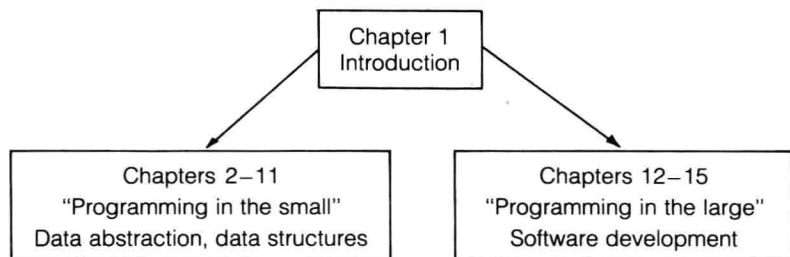 Chapter 1
Introduction
Chapters 2–11
"Programming in the small"
Data abstraction, data structures
Chapters 12–15
"Programming in the large"
Software development